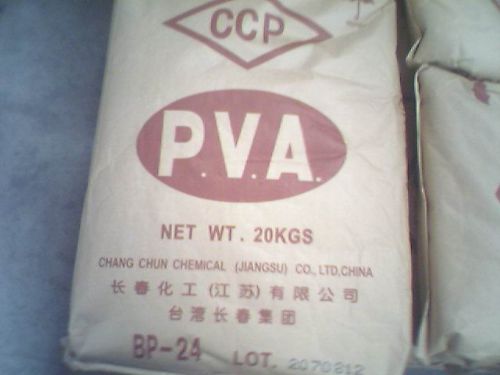 CCP
P.V.A.
NET WT. 20KGS
CHANG CHUN CHEMICAL (JIANGSU) CO., LTD, CHINA
长春化工(江苏)有限公司
台湾长春集团
BP-24 LOT. 2070212